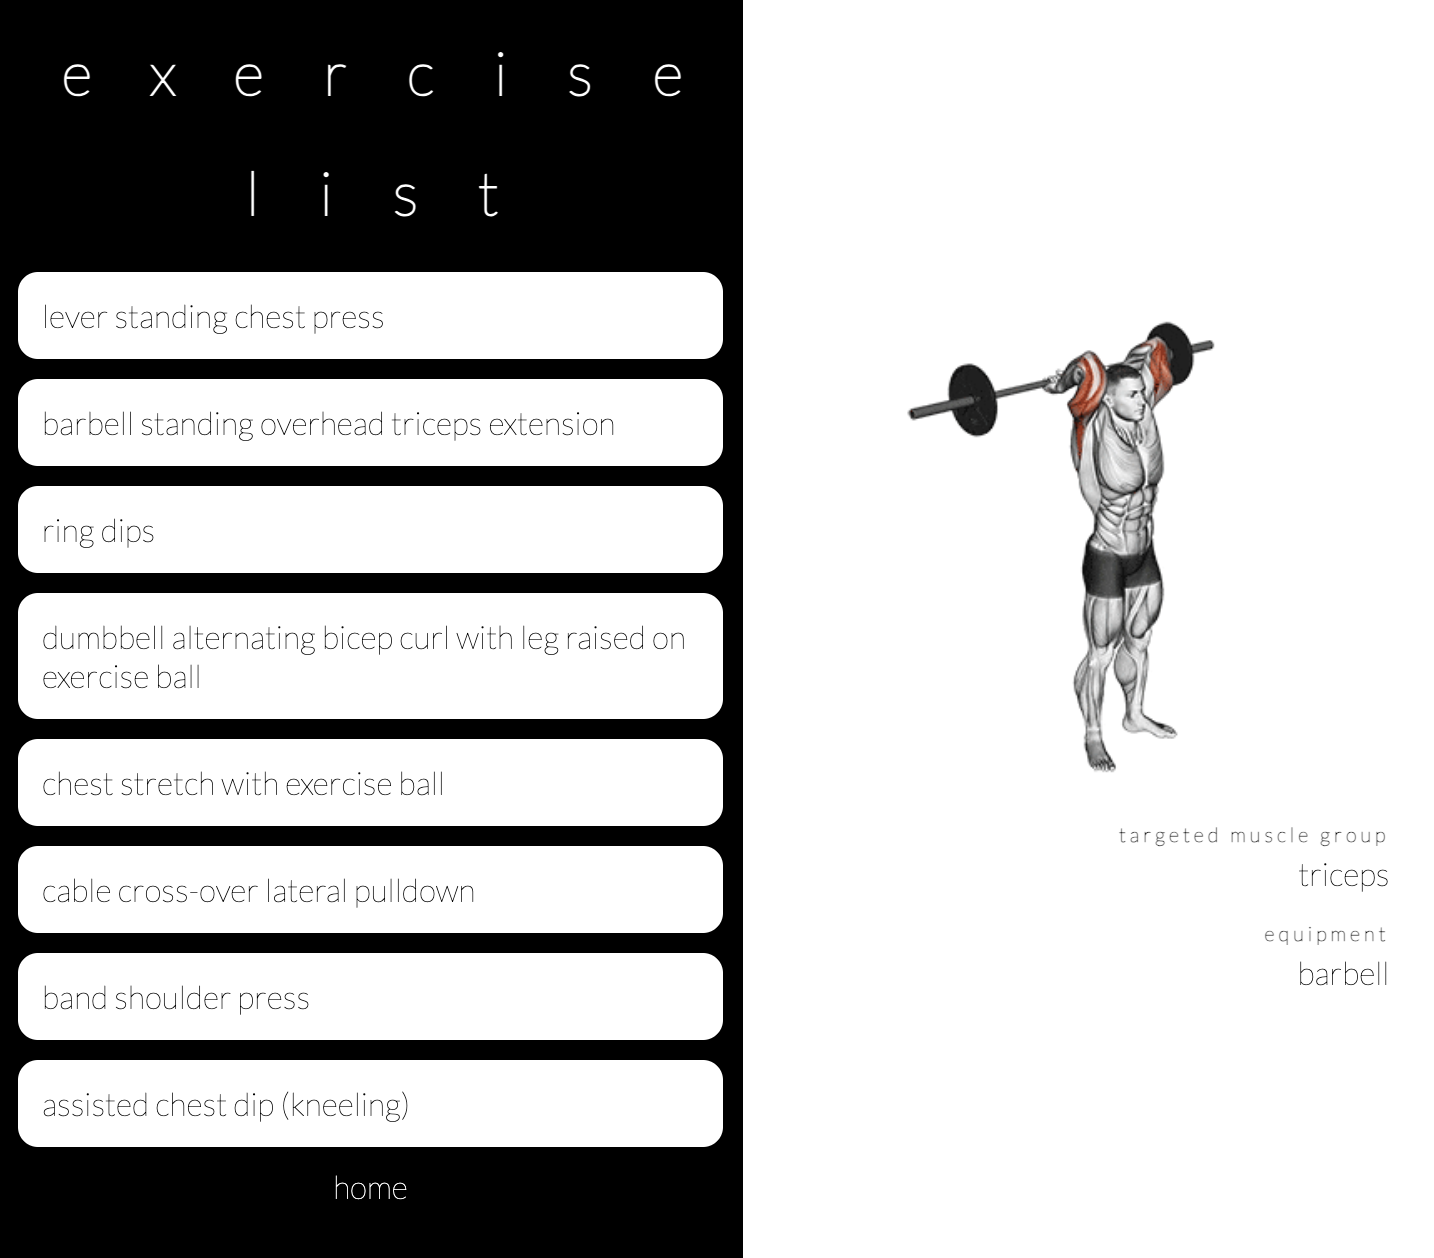 exercise
list
lever standing chest press
barbell standing overhead triceps extension
ring dips
dumbbell alternating bicep curl with leg raised on
exercise ball
chest stretch with exercise ball
cable cross-over lateral pulldown
band shoulder press
assisted chest dip (kneeling)
home
targeted muscle group
triceps
equipment
barbell